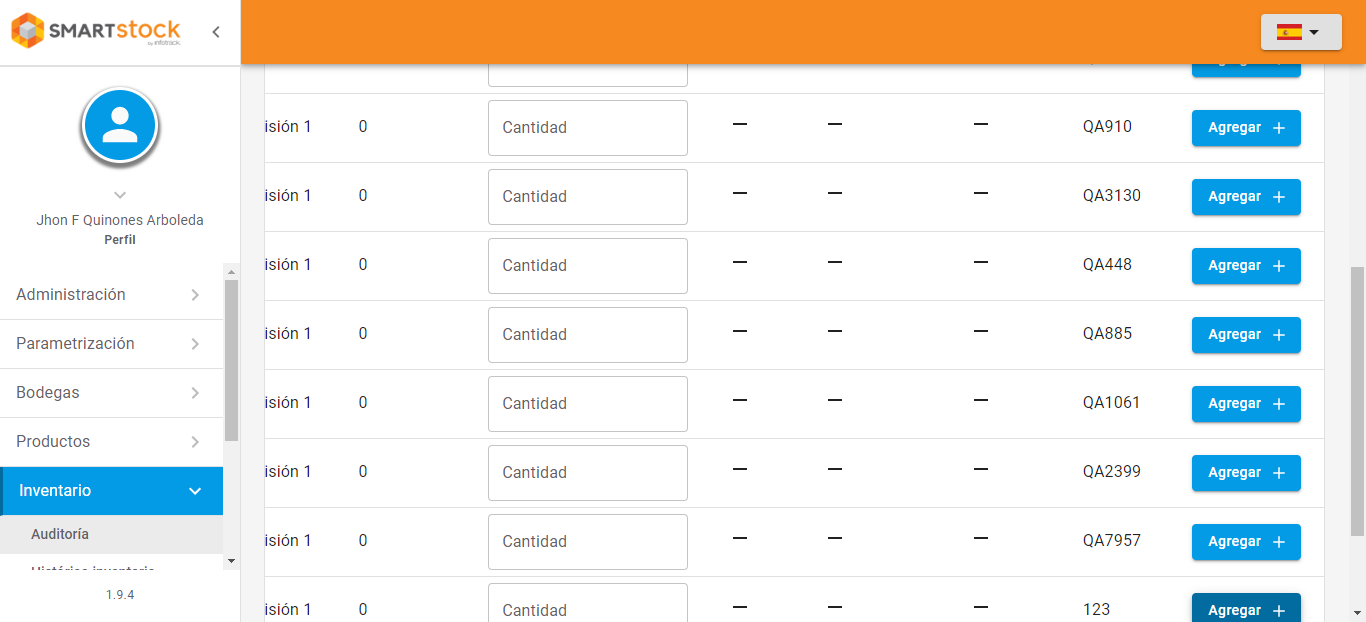 SMARTstock
by infotrack.
Jhon F Quinones Arboleda
Perfil
Administración
Parametrización
Bodegas
Productos
Inventario
Auditoría
Histórico inventario
1.9.4
isión 1 0 Cantidad — — — QA910 Agregar +
isión 1 0 Cantidad — — — QA3130 Agregar +
isión 1 0 Cantidad — — — QA448 Agregar +
isión 1 0 Cantidad — — — QA885 Agregar +
isión 1 0 Cantidad — — — QA1061 Agregar +
isión 1 0 Cantidad — — — QA2399 Agregar +
isión 1 0 Cantidad — — — QA7957 Agregar +
isión 1 0 Cantidad — — — 123 Agregar +